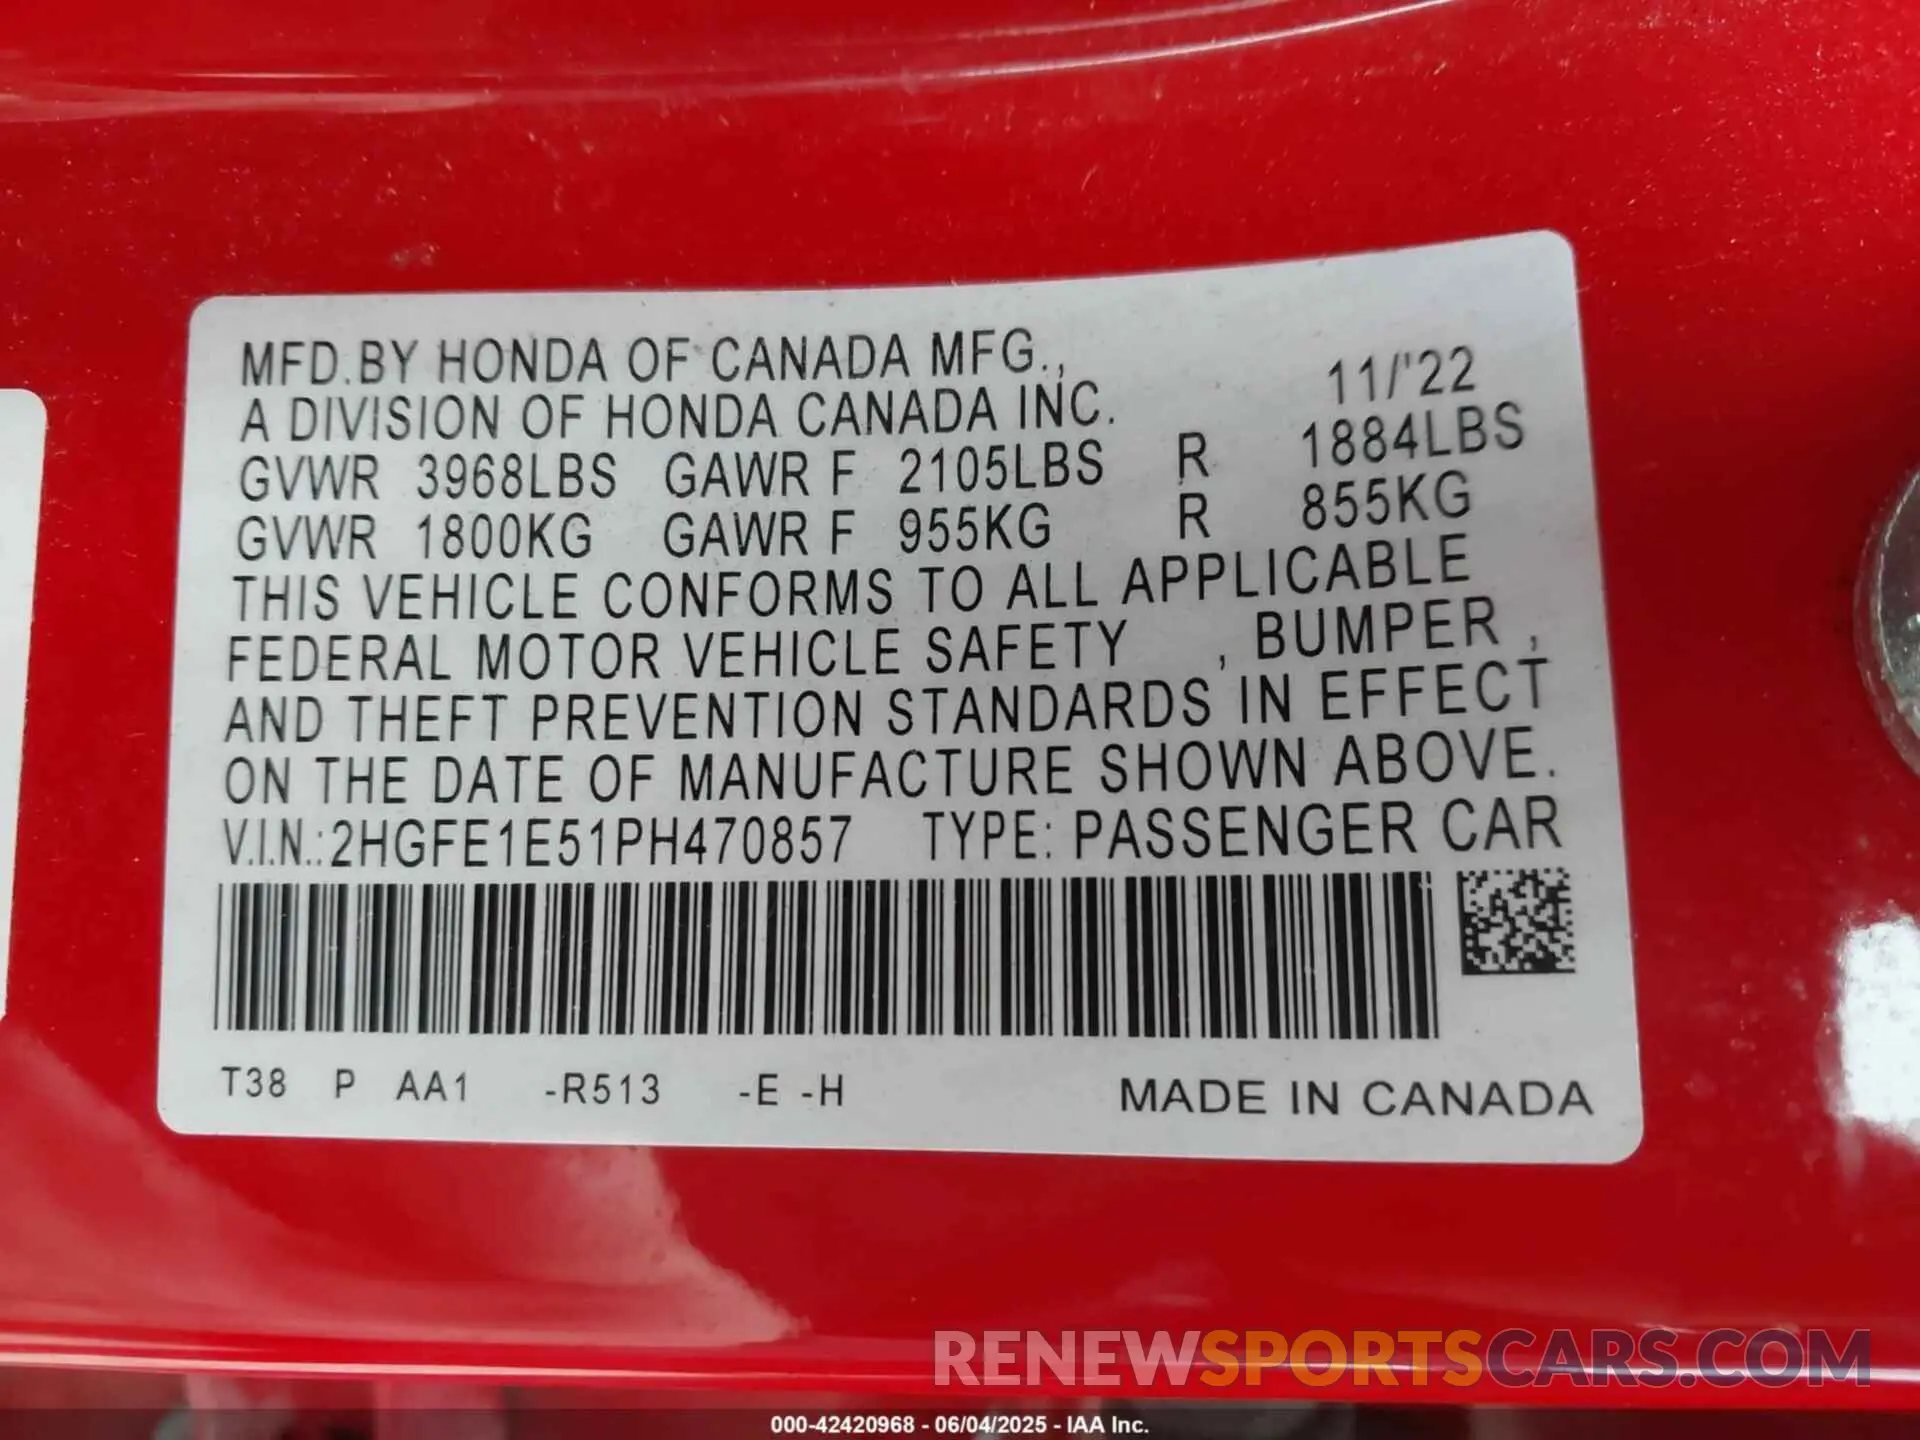 MFD.BY HONDA OF CANADA MFG., 11/'22
A DIVISION OF HONDA CANADA INC.
GVWR 3968LBS GAWR F 2105LBS R 1884LBS
GVWR 1800KG GAWR F 955KG R 855KG
THIS VEHICLE CONFORMS TO ALL APPLICABLE
FEDERAL MOTOR VEHICLE SAFETY , BUMPER ,
AND THEFT PREVENTION STANDARDS IN EFFECT
ON THE DATE OF MANUFACTURE SHOWN ABOVE.
V.I.N.:2HGFE1E51PH470857 TYPE: PASSENGER CAR
T38 P AA1 -R513 -E -H MADE IN CANADA
RENEWSPORTSCARS.COM
000-42420968 - 06/04/2025 - IAA Inc.